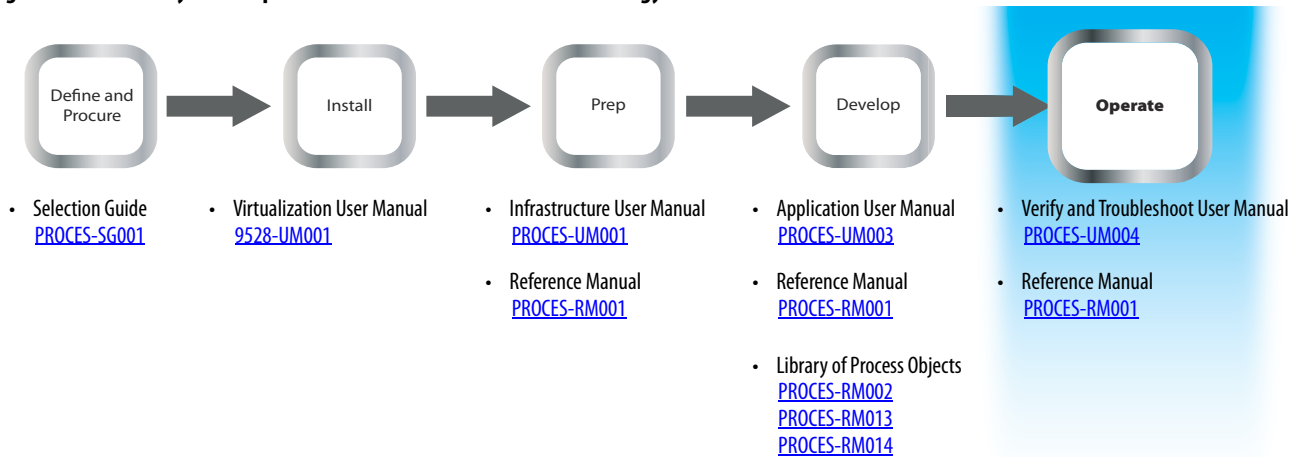 Define and
Procure
Install
Prep
Develop
Operate
• Selection Guide
PROCES-SG001
• Virtualization User Manual
9528-UM001
• Infrastructure User Manual
PROCES-UM001
• Reference Manual
PROCES-RM001
• Application User Manual
PROCES-UM003
• Reference Manual
PROCES-RM001
• Library of Process Objects
PROCES-RM002
PROCES-RM013
PROCES-RM014
• Verify and Troubleshoot User Manual
PROCES-UM004
• Reference Manual
PROCES-RM001